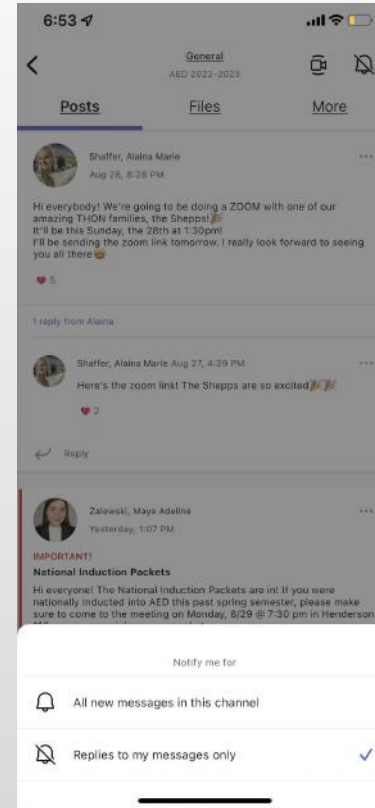 6:53
General
AED 2022-2023
Posts Files More
Shaffer, Alaina Marie
Aug 26, 8:28 PM
Hi everybody! We're going to be doing a ZOOM with one of our
amazing THON families, the Shepps!🎉
It'll be this Sunday, the 28th at 1:30pm!
I'll be sending the zoom link tomorrow. I really look forward to seeing
you all there🤩
5
1 reply from Alaina
Shaffer, Alaina Marie Aug 27, 4:29 PM
Here's the zoom link! The Shepps are so excited🎉🎉
2
Reply
Zalewski, Maya Adeline
Yesterday, 1:07 PM
IMPORTANT!
National Induction Packets
Hi everyone! The National Induction Packets are in! If you were
nationally inducted into AED this past spring semester, please make
sure to come to the meeting on Monday, 8/29 @ 7:30 pm in Henderson
Notify me for
All new messages in this channel
Replies to my messages only